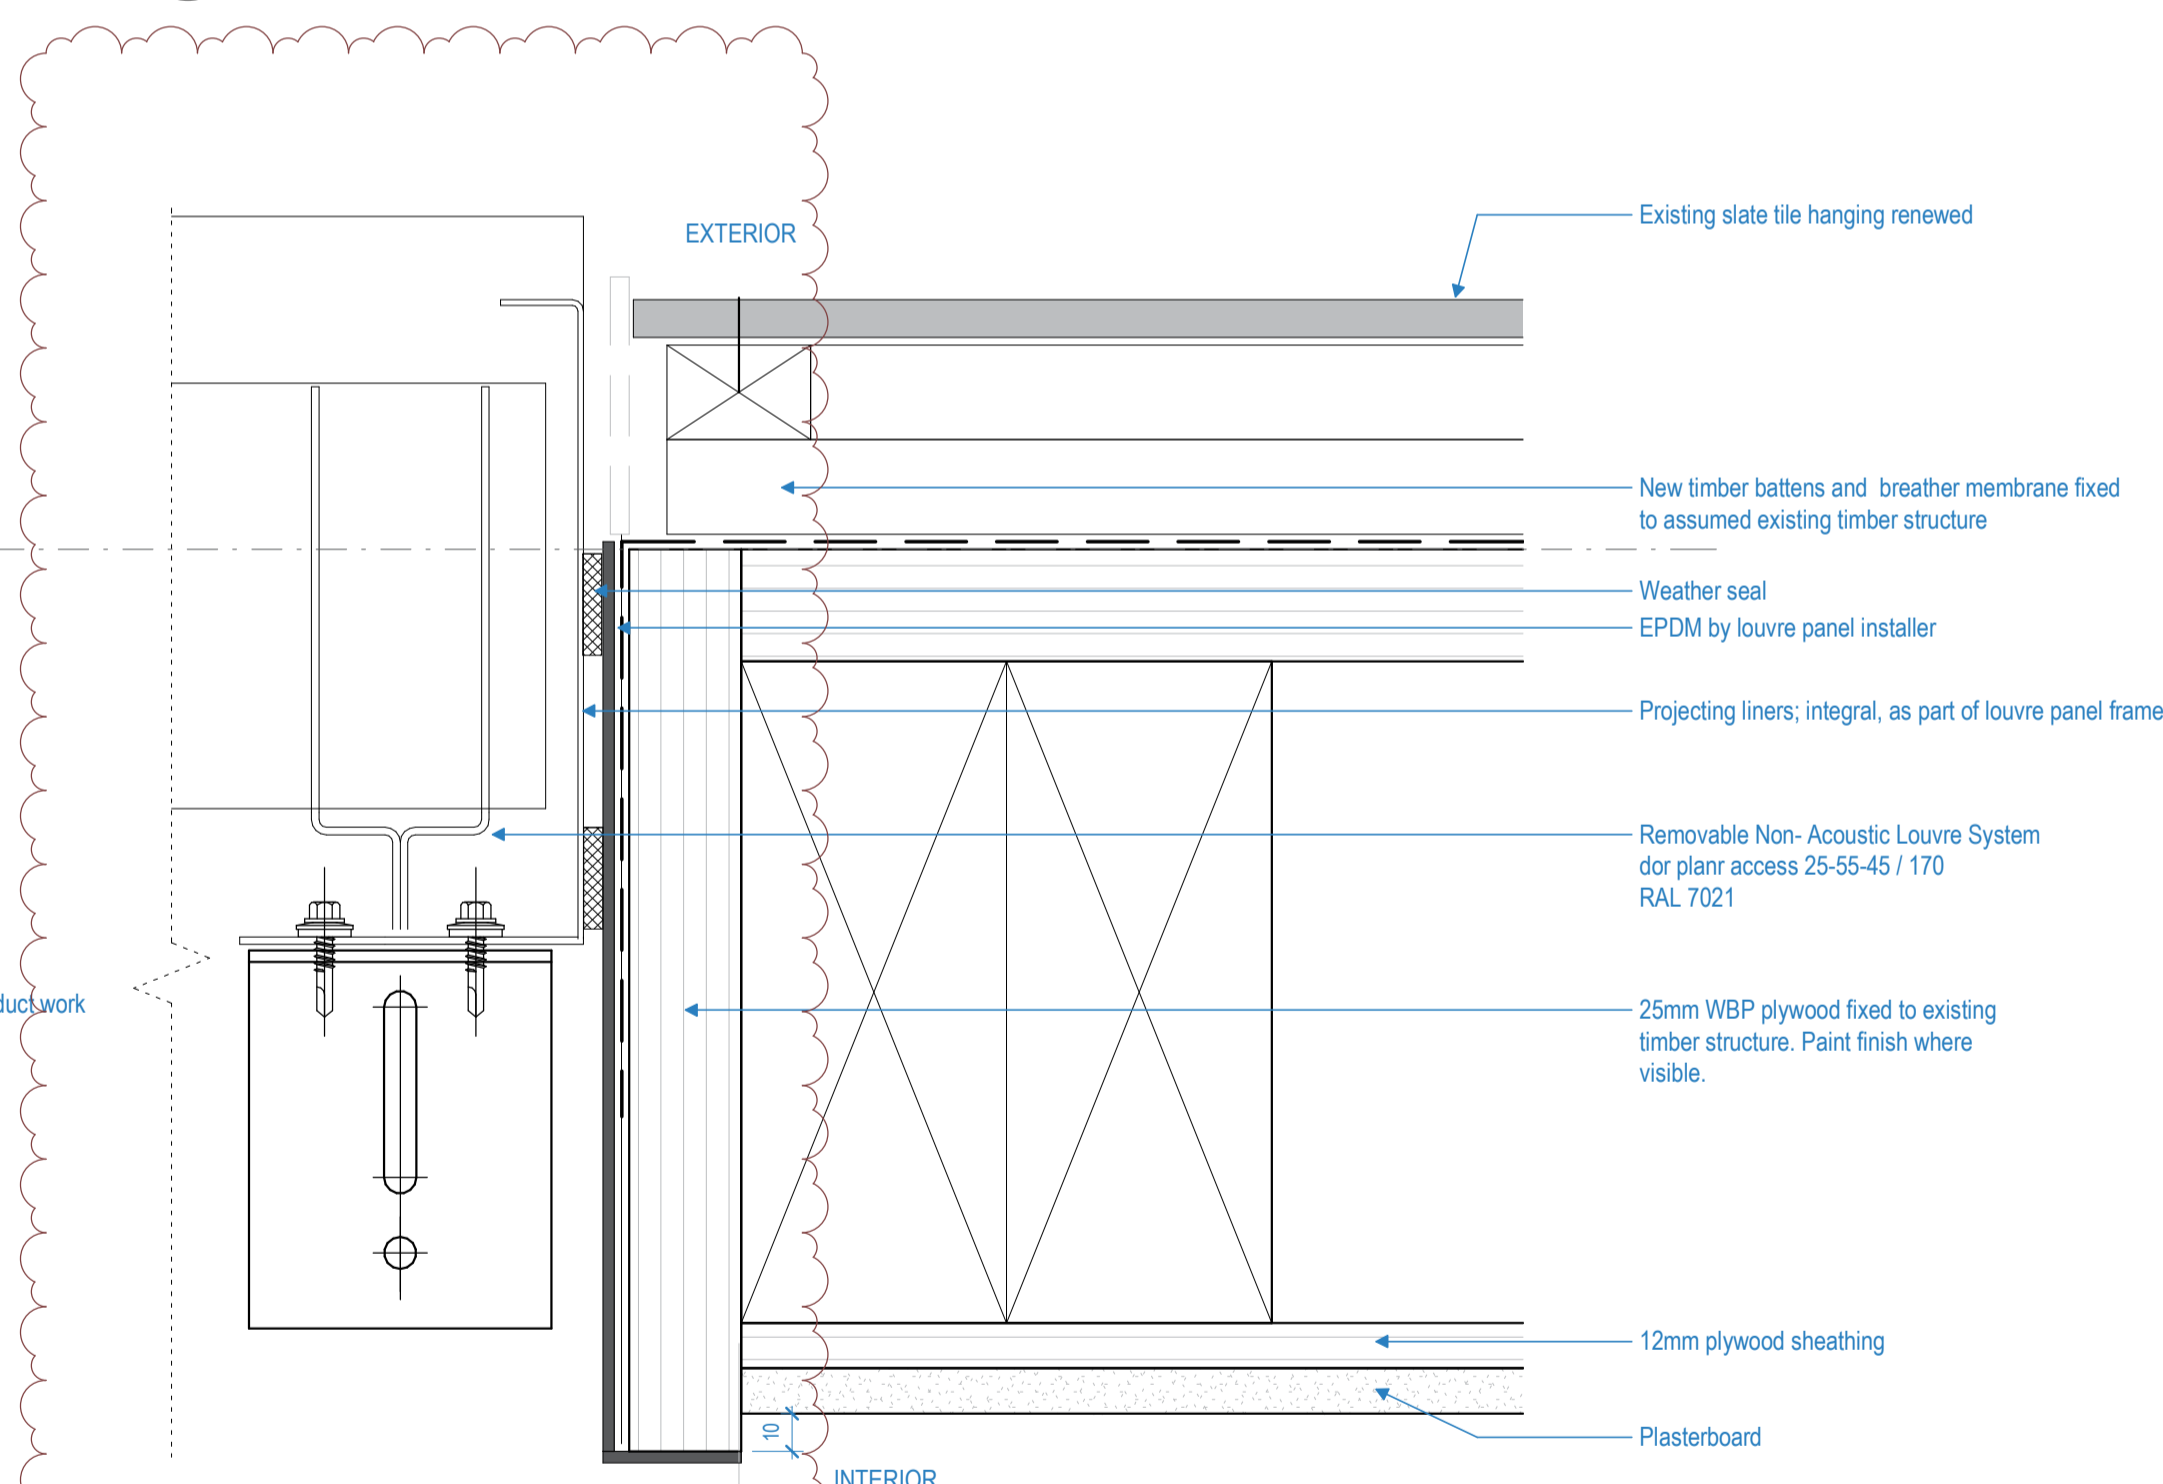 EXTERIOR
Existing slate tile hanging renewed
New timber battens and breather membrane fixed
to assumed existing timber structure
Weather seal
EPDM by louvre panel installer
Projecting liners; integral, as part of louvre panel frame
Removable Non- Acoustic Louvre System
dor planr access 25-55-45 / 170
RAL 7021
duct work
25mm WBP plywood fixed to existing
timber structure. Paint finish where
visible.
12mm plywood sheathing
10
Plasterboard
INTERIOR